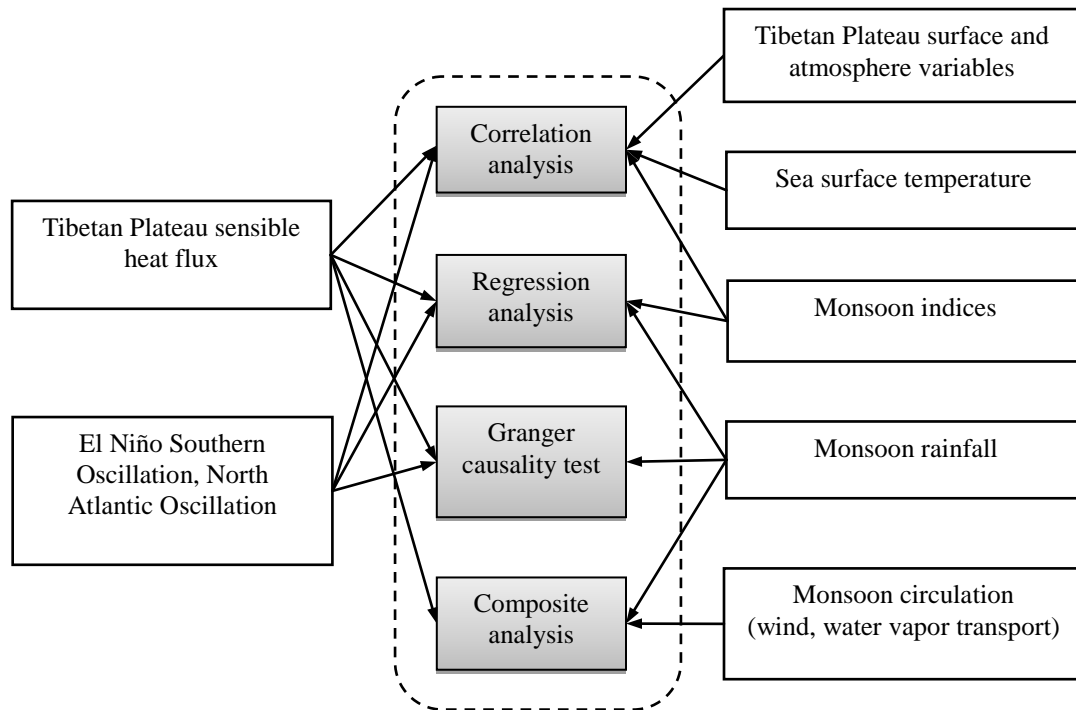 Tibetan Plateau sensible
heat flux
El Niño Southern
Oscillation, North
Atlantic Oscillation
Correlation
analysis
Regression
analysis
Granger
causality test
Composite
analysis
Tibetan Plateau surface and
atmosphere variables
Sea surface temperature
Monsoon indices
Monsoon rainfall
Monsoon circulation
(wind, water vapor transport)